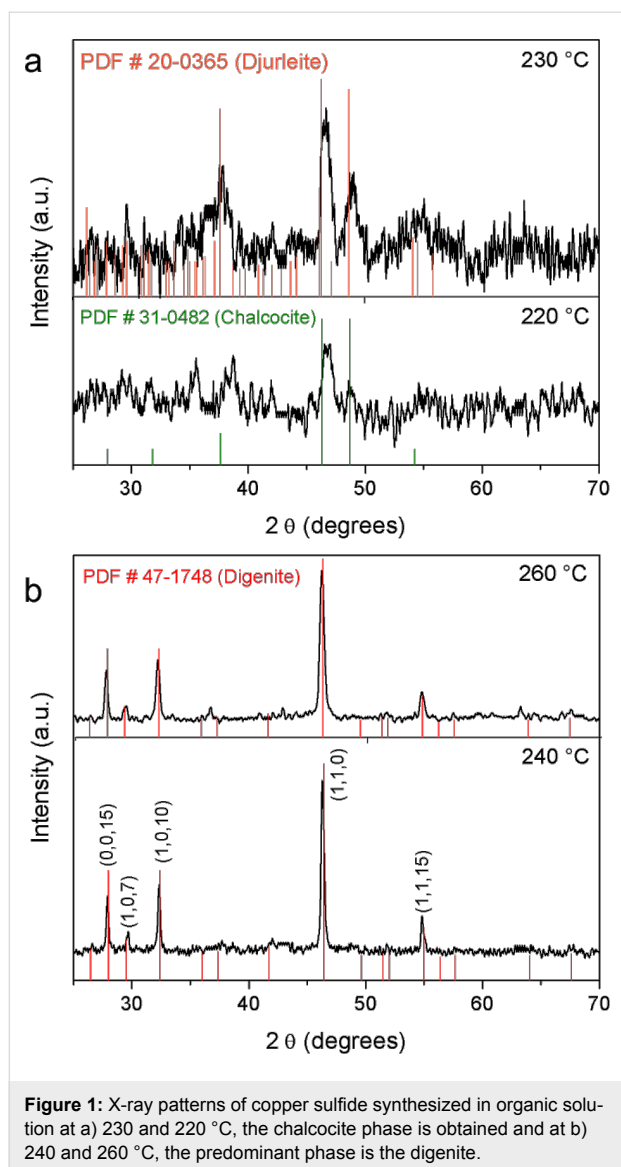 a
PDF # 20-0365 (Djurleite)
230 °C
Intensity (a.u.)
PDF # 31-0482 (Chalcocite)
220 °C
30 40 50 60 70
2 θ (degrees)
b
PDF # 47-1748 (Digenite)
260 °C
Intensity (a.u.)
240 °C
(0,0,15)
(1,0,7)
(1,0,10)
(1,1,0)
(1,1,15)
30 40 50 60 70
2 θ (degrees)
Figure 1: X-ray patterns of copper sulfide synthesized in organic solu-
tion at a) 230 and 220 °C, the chalcocite phase is obtained and at b)
240 and 260 °C, the predominant phase is the digenite.